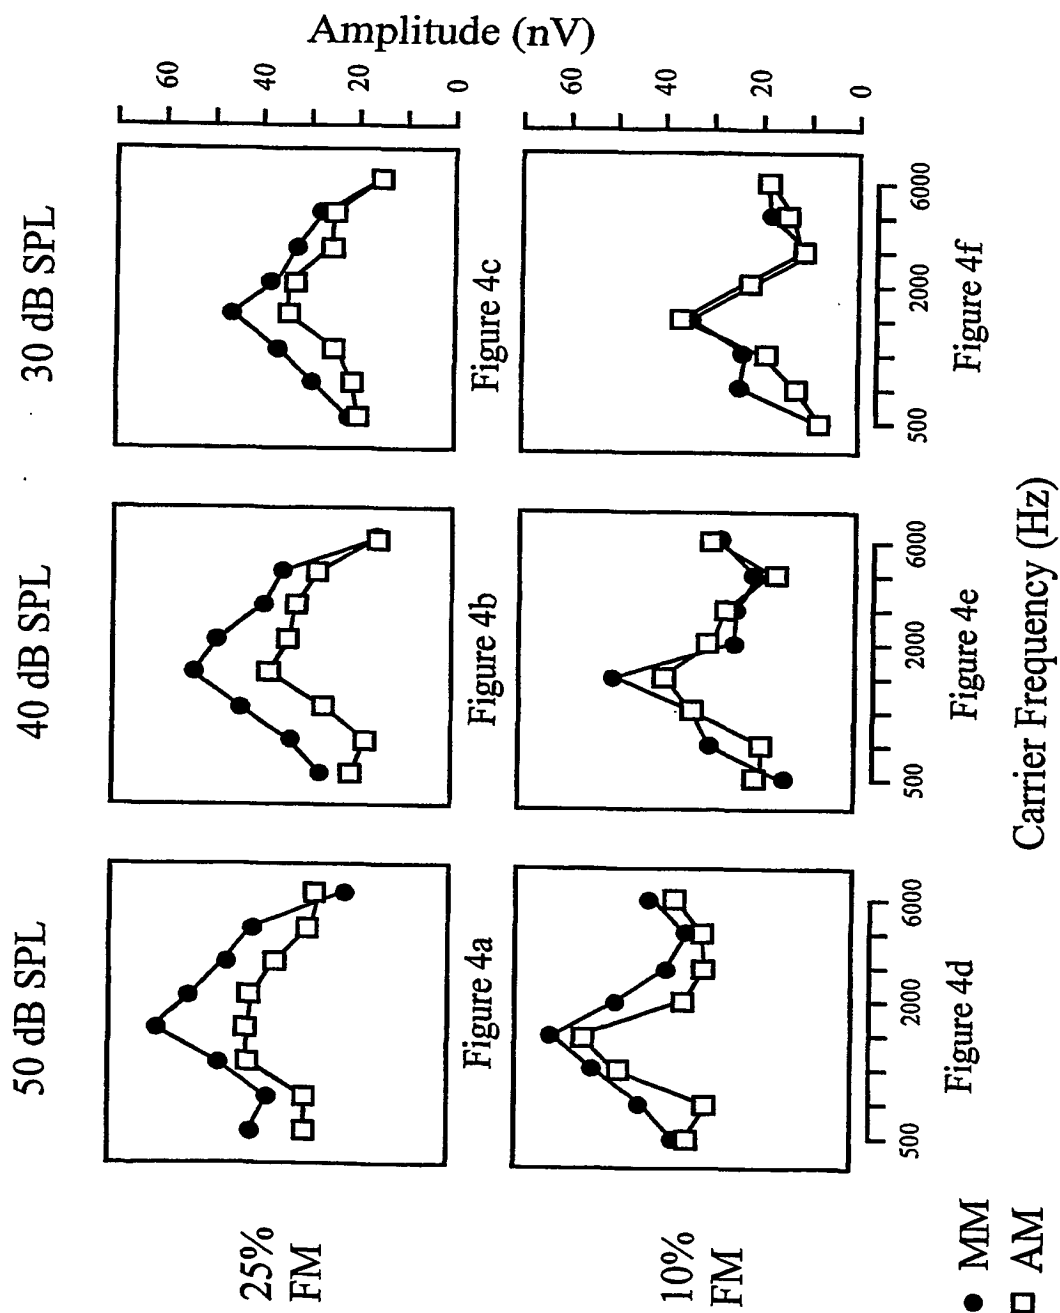 50 dB SPL
40 dB SPL
30 dB SPL
25%
FM
Amplitude (nV)
60
40
20
0
Figure 4a
Figure 4b
Figure 4c
10%
FM
60
40
20
0
500
2000
6000
500
2000
6000
500
2000
6000
Figure 4d
Figure 4e
Figure 4f
Carrier Frequency (Hz)
MM
AM